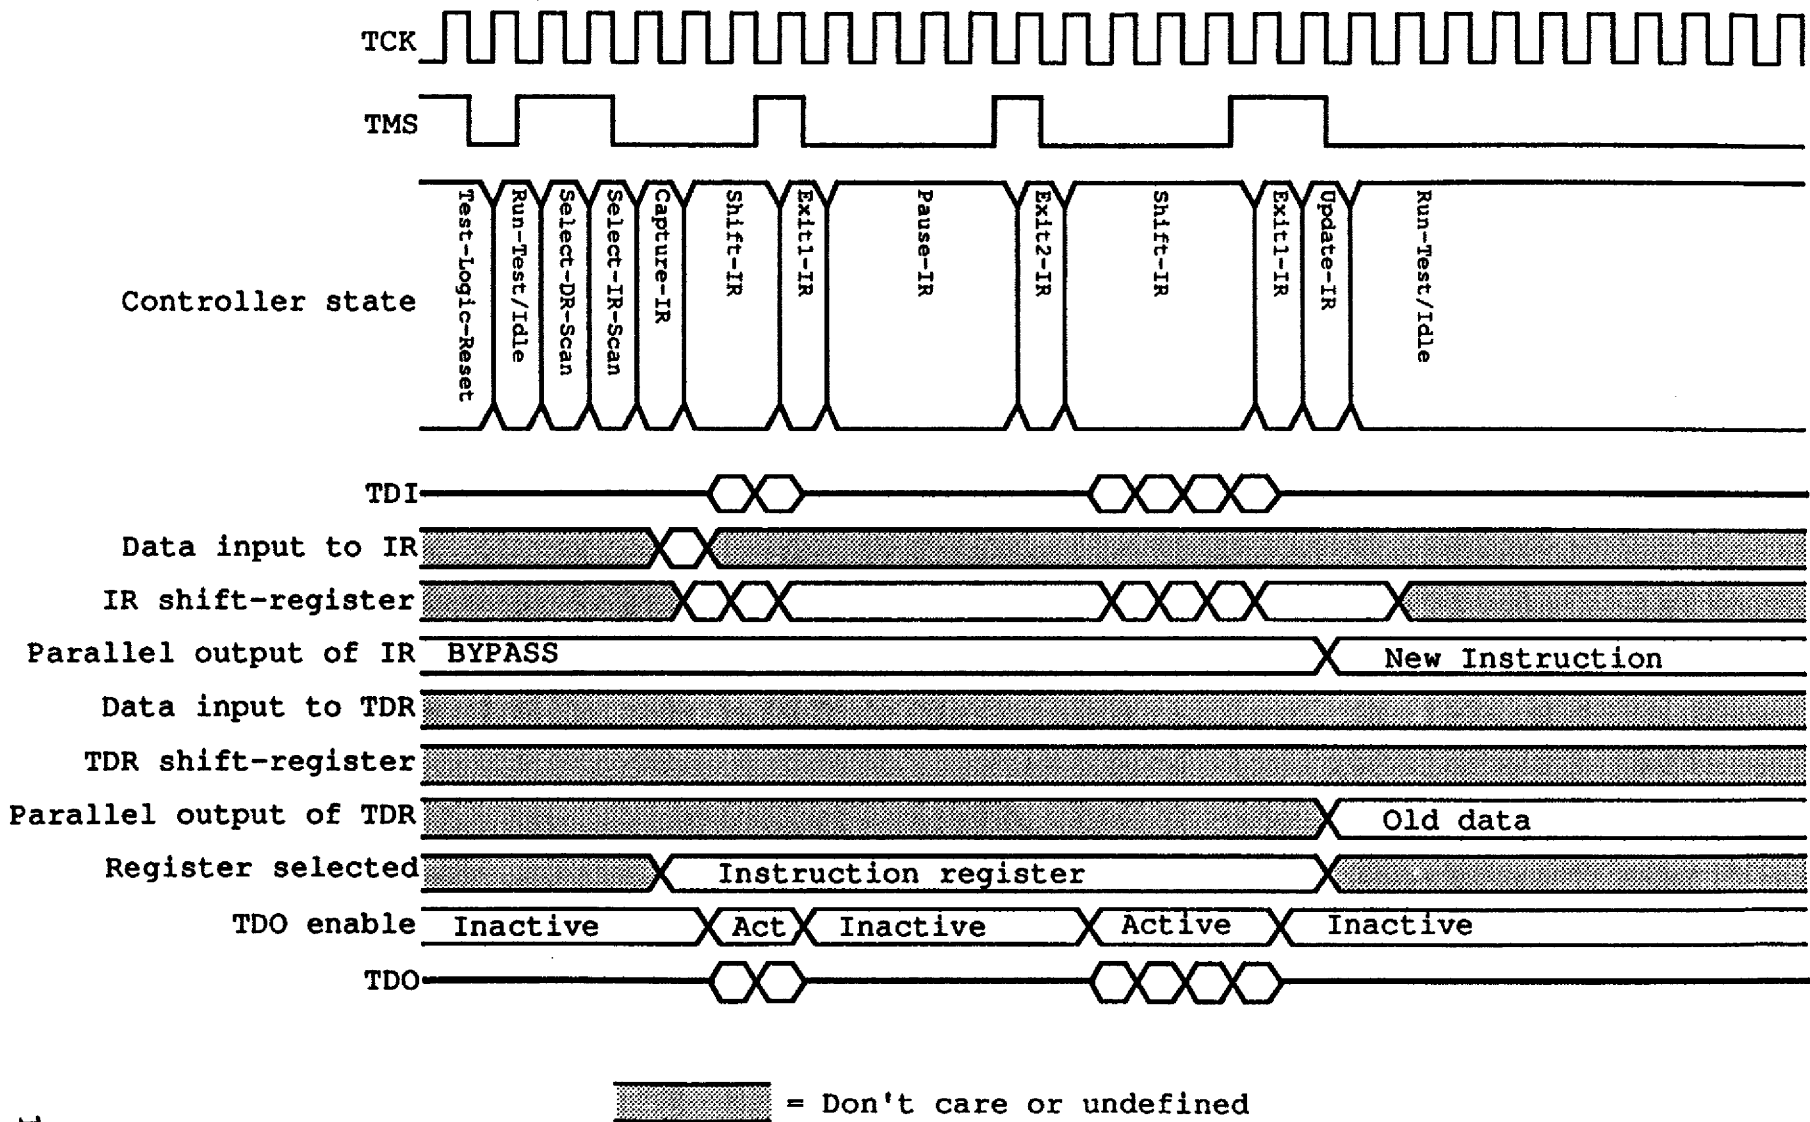 TCK
TMS
Controller state
Test-Logic-Reset
Run-Test/Idle
Select-DR-Scan
Select-IR-Scan
Capture-IR
Shift-IR
Exit1-IR
Pause-IR
Exit2-IR
Shift-IR
Exit1-IR
Update-IR
Run-Test/Idle
TDI
Data input to IR
IR shift-register
Parallel output of IR BYPASS New Instruction
Data input to TDR
TDR shift-register
Parallel output of TDR Old data
Register selected Instruction register
TDO enable Inactive Act Inactive Active Inactive
TDO
= Don't care or undefined